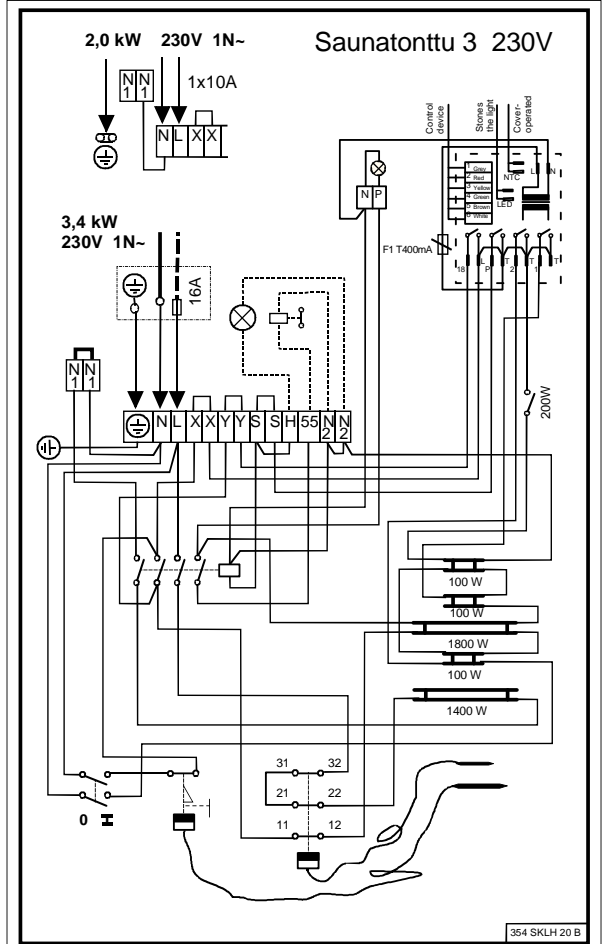 2,0 kW 230V 1N~
Saunatonttu 3 230V
N N
1 1
1x10A
N L X X
Control
device
Stones
the light
Cover-
operated
1 Grey
2 Red
3 Yellow
4 Green
5 Brown
6 White
NTC
LED
L N
N P
F1 T400mA
18 P L 2 T 1 T
3,4 kW
230V 1N~
16A
N N
1 1
200W
N L X X Y Y S S H 55 N N
2 2
100 W
100 W
1800 W
100 W
1400 W
31 32
21 22
11 12
0 I
354 SKLH 20 B